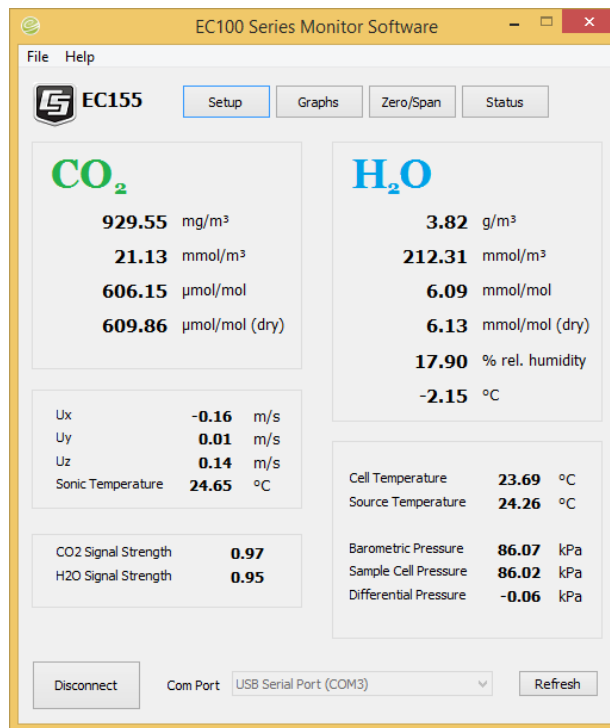 EC100 Series Monitor Software
File Help
EC155
Setup
Graphs
Zero/Span
Status
CO₂
929.55 mg/m³
21.13 mmol/m³
606.15 µmol/mol
609.86 µmol/mol (dry)
H₂O
3.82 g/m³
212.31 mmol/m³
6.09 mmol/mol
6.13 mmol/mol (dry)
17.90 % rel. humidity
-2.15 °C
Ux -0.16 m/s
Uy 0.01 m/s
Uz 0.14 m/s
Sonic Temperature 24.65 °C
CO2 Signal Strength 0.97
H2O Signal Strength 0.95
Cell Temperature 23.69 °C
Source Temperature 24.26 °C
Barometric Pressure 86.07 kPa
Sample Cell Pressure 86.02 kPa
Differential Pressure -0.06 kPa
Disconnect
Com Port USB Serial Port (COM3)
Refresh